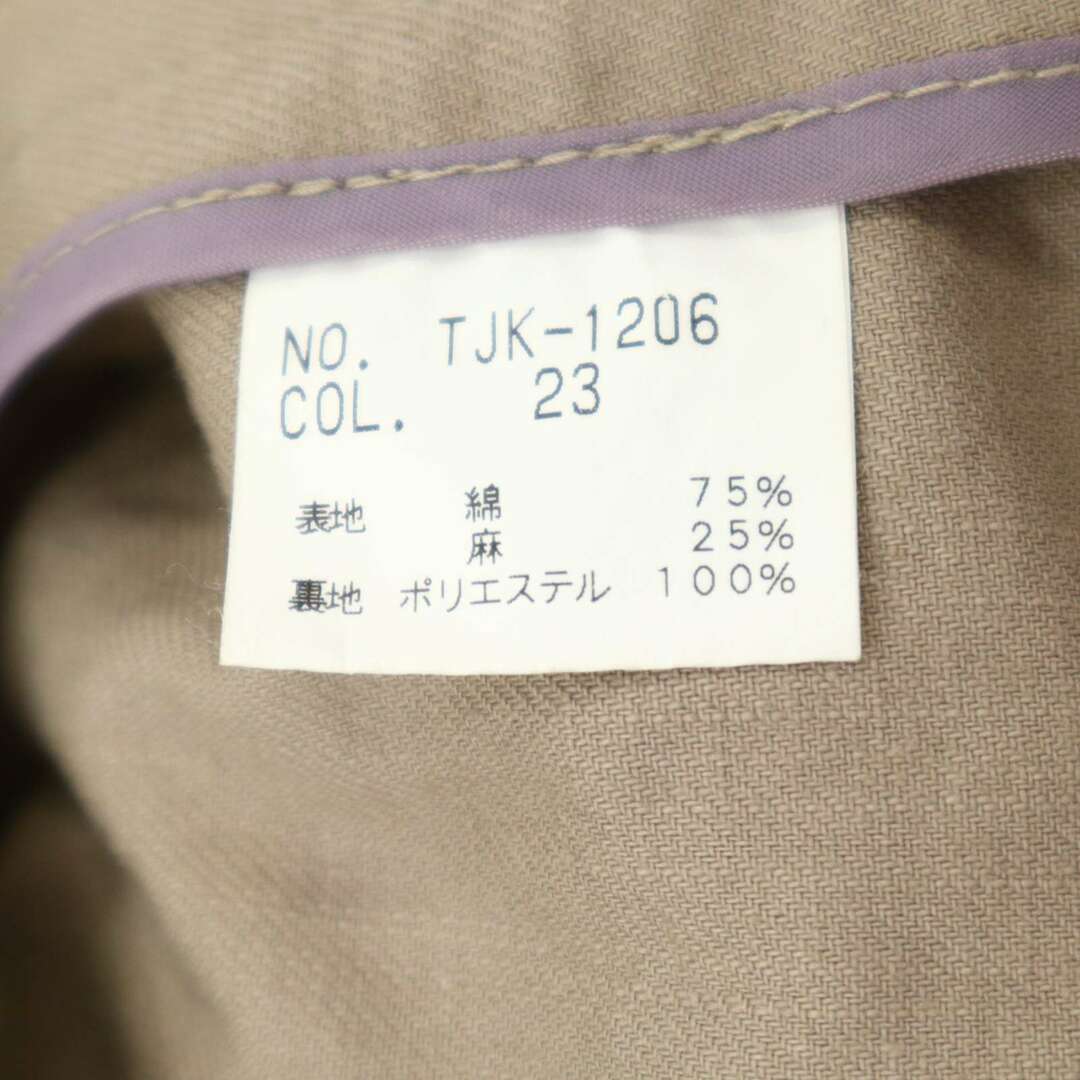 NO. TJK-1206
COL. 23
表地 綿 75%
麻 25%
裏地 ポリエステル 100%